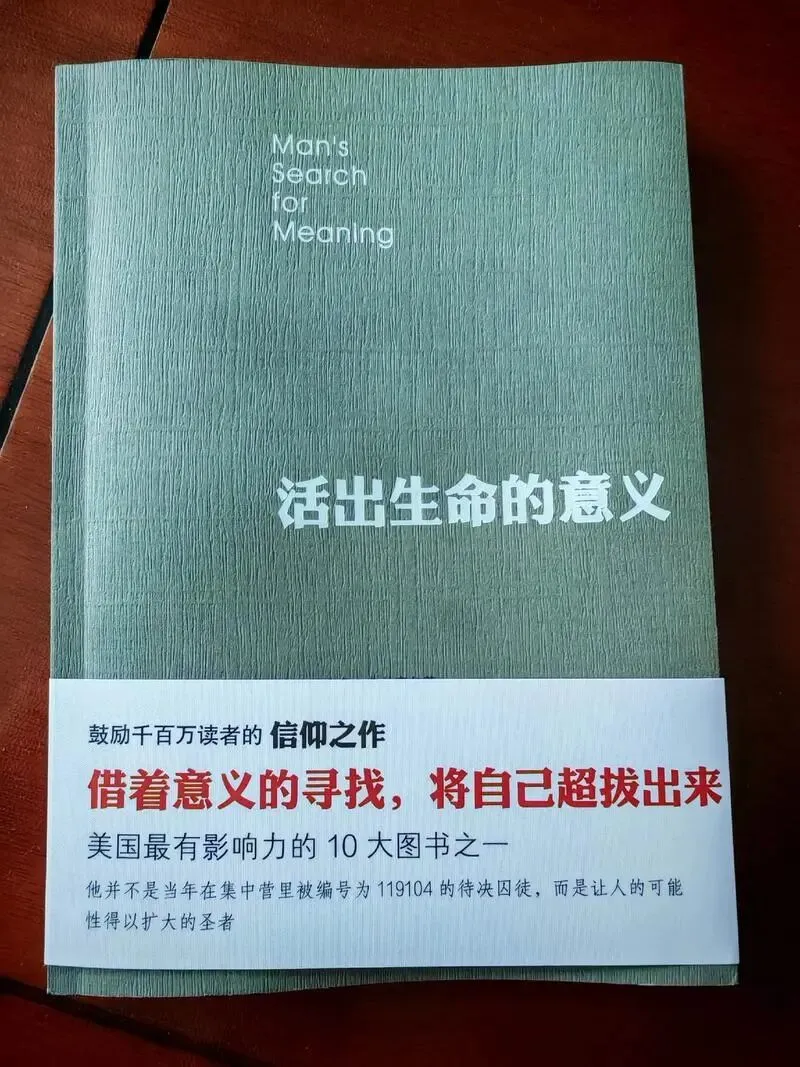 Man's
Search
for
Meaning
活出生命的意义
鼓励千百万读者的 信仰之作
借着意义的寻找，将自己超拔出来
美国最有影响力的 10 大图书之一
他并不是当年在集中营里被编号为 119104 的待决囚徒，而是让人的可能
性得以扩大的圣者